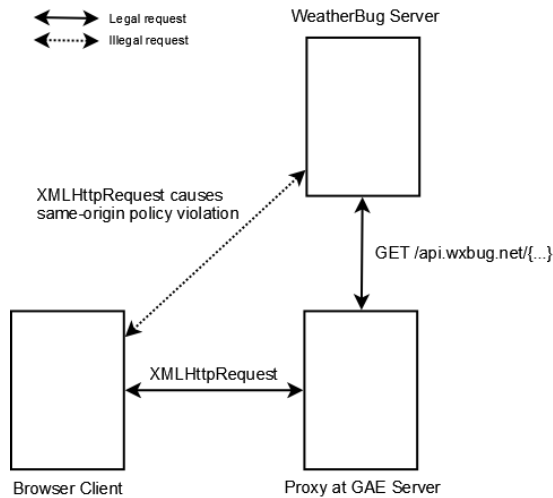 Legal request
Illegal request
WeatherBug Server
XMLHttpRequest causes
same-origin policy violation
GET /api.wxbug.net/{...}
XMLHttpRequest
Browser Client
Proxy at GAE Server